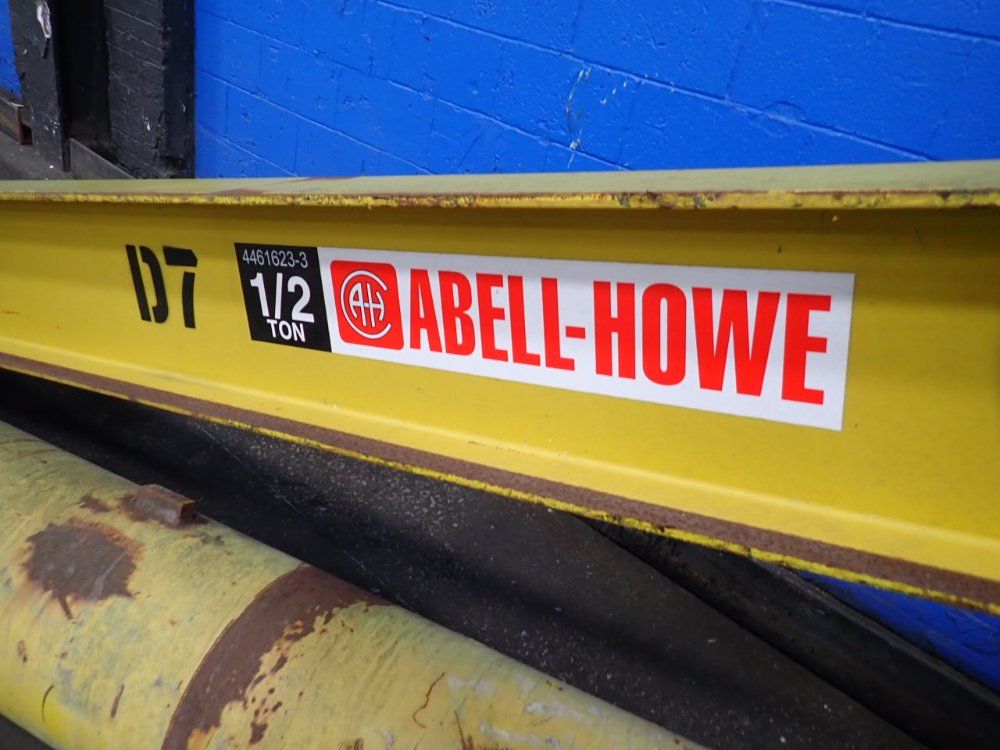 D7
4461623-3
1/2
TON
AH
ABELL-HOWE